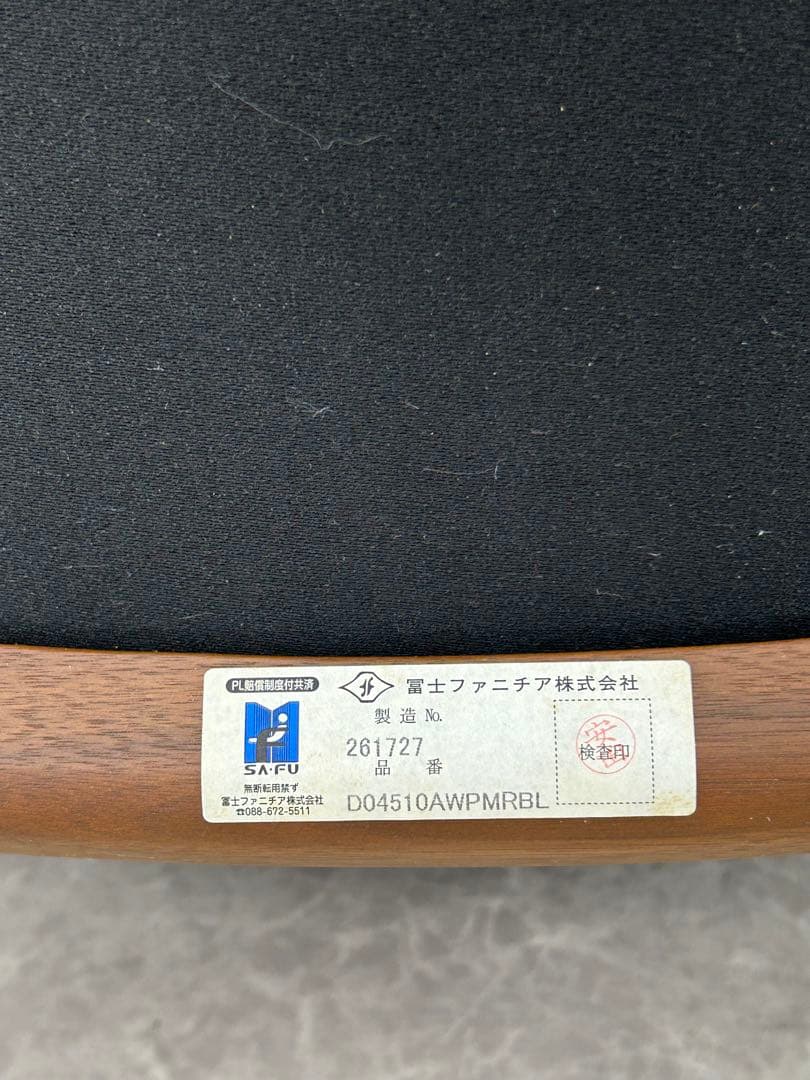 PL賠償制度付共済
冨士ファニチア株式会社
製造 No.
261727
品番
D04510AWPMRBL
SA・FU
無断転用禁ず
冨士ファニチア株式会社
☎088-672-5511
検査印